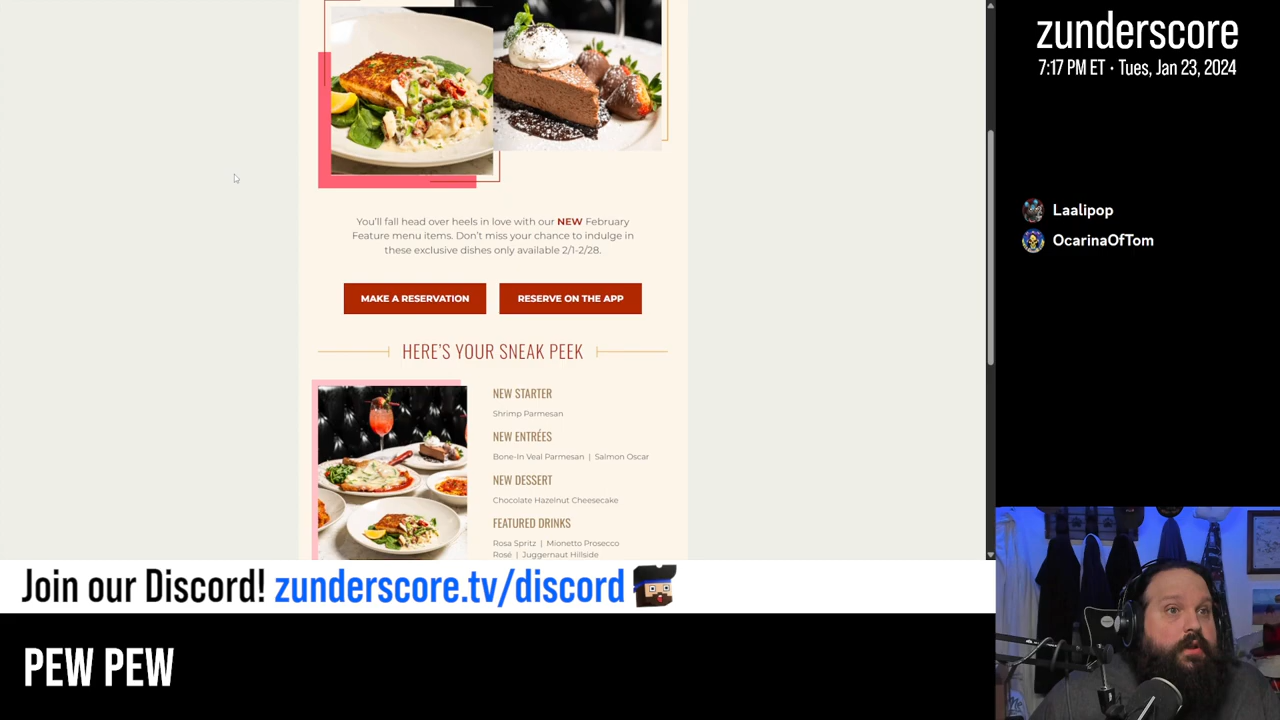 zunderscore
7:17 PM ET · Tues, Jan 23, 2024
Laalipop
OcarinaOfTom
You'll fall head over heels in love with our NEW February
Feature menu items. Don't miss your chance to indulge in
these exclusive dishes only available 2/1-2/28.
MAKE A RESERVATION
RESERVE ON THE APP
HERE'S YOUR SNEAK PEEK
NEW STARTER
Shrimp Parmesan
NEW ENTRÉES
Bone-In Veal Parmesan | Salmon Oscar
NEW DESSERT
Chocolate Hazelnut Cheesecake
FEATURED DRINKS
Rosa Spritz | Mionetto Prosecco
Rosé | Juggernaut Hillside
Join our Discord! zunderscore.tv/discord
PEW PEW